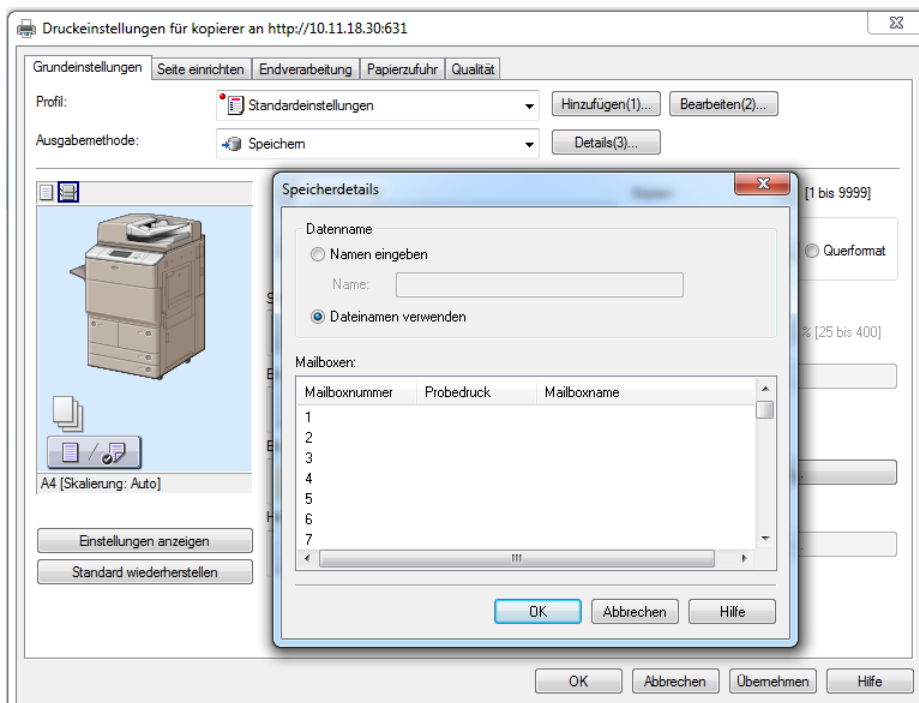 Druckeinstellungen für kopierer an http://10.11.18.30:631
Grundeinstellungen Seite einrichten Endverarbeitung Papierzufuhr Qualität
Profil: Standardeinstellungen Hinzufügen(1)... Bearbeiten(2)...
Ausgabemethode: Speichern Details(3)...
Speicherdetails
[1 bis 9999]
Datenname
Namen eingeben
Querformat
Name:
Dateinamen verwenden
% [25 bis 400]
Mailboxen:
Mailboxnummer Probedruck Mailboxname
1
2
3
4
5
6
7
A4 [Skalierung: Auto]
Einstellungen anzeigen
Standard wiederherstellen
OK Abbrechen Hilfe
OK Abbrechen Übernehmen Hilfe